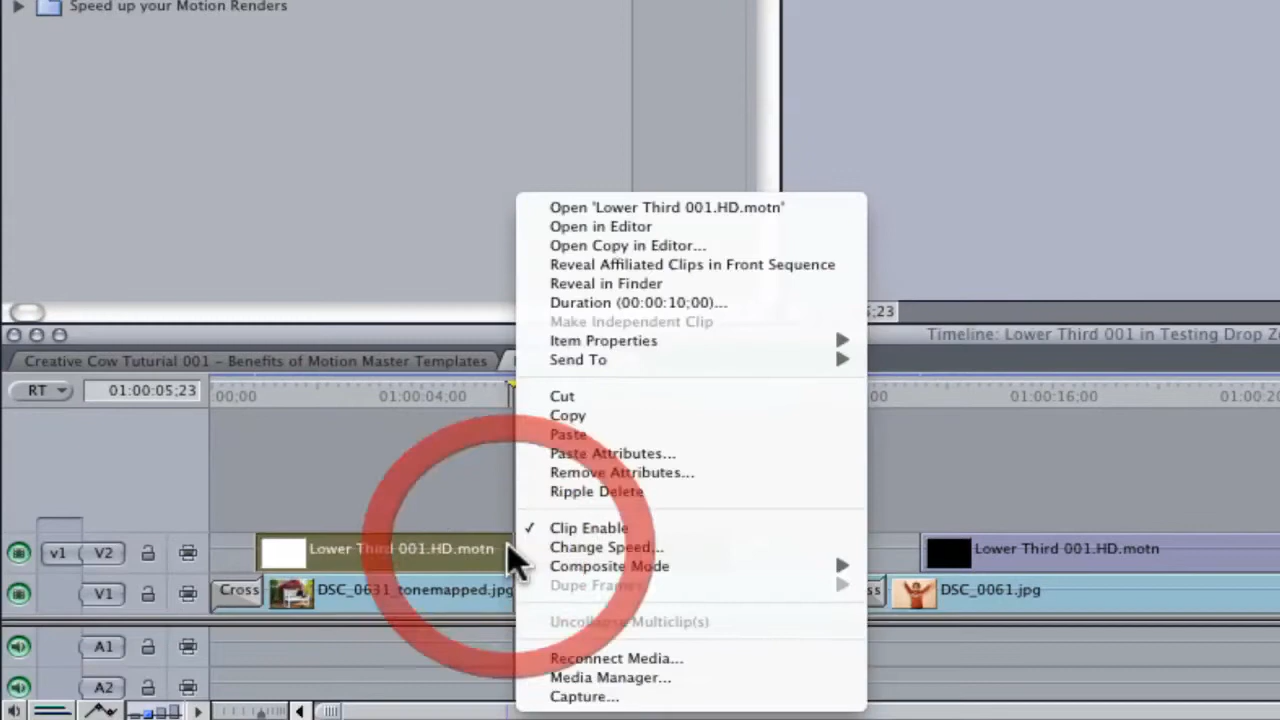 Speed up your Motion Renders
Open "Lower Third 001.HD.motn"
Open in Editor
Open Copy in Editor...
Reveal Affiliated Clips in Front Sequence
Reveal in Finder
Duration (00:00:10;00)...
Make Independent Clip
Item Properties
Send To
Cut
Copy
Paste
Paste Attributes...
Remove Attributes...
Ripple Delete
✓ Clip Enable
Change Speed...
Composite Mode
Dupe Frames
Uncollapse Multiclip(s)
Reconnect Media...
Media Manager...
Capture...
;23
Timeline: Lower Third 001 in Testing Drop Z
Creative Cow Tuturial 001 - Benefits of Motion Master Templates
RT 01:00:05;23 00;00 01:00:04;00 00 01:00:16;00 01:00:20
v1 V2 Lower Third 001.HD.motn Lower Third 001.HD.motn
V1 Cross DSC_0631_tonemapped.jpg ss DSC_0061.jpg
A1
A2